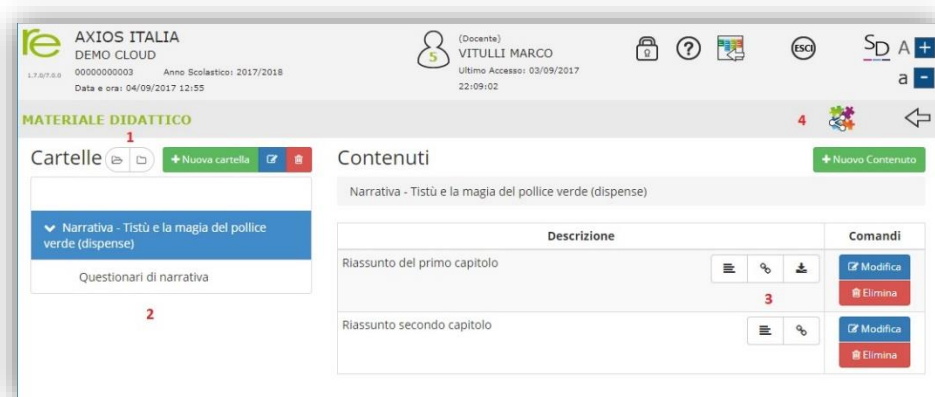 re
1.7.0/7.0.0
AXIOS ITALIA
DEMO CLOUD
00000000003 Anno Scolastico: 2017/2018
Data e ora: 04/09/2017 12:55
S
(Docente)
VITULLI MARCO
Ultimo Accesso: 03/09/2017
22:09:02
?
ESCI
SD A +
a -
MATERIALE DIDATTICO
4
1
Cartelle
+ Nuova cartella
Contenuti
+ Nuovo Contenuto
Narrativa - Tistù e la magia del pollice
verde (dispense)
Questionari di narrativa
2
Narrativa - Tistù e la magia del pollice verde (dispense)
Descrizione Comandi
Riassunto del primo capitolo
Modifica
Elimina
3
Riassunto secondo capitolo
Modifica
Elimina